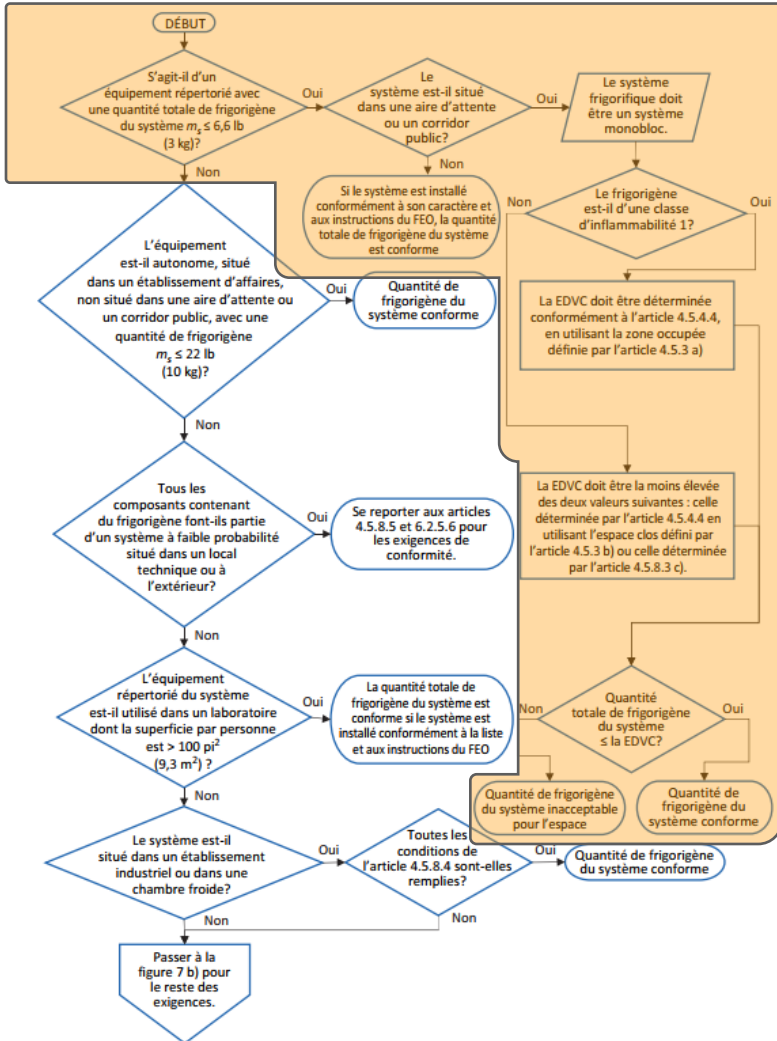 DÉBUT
S'agit-il d'un
équipement répertorié avec
une quantité totale de frigorigène
du système mₛ ≤ 6,6 lb
(3 kg)?
Oui
Non
Le
système est-il situé
dans une aire d'attente
ou un corridor
public?
Oui
Non
Le système
frigorifique doit
être un système
monobloc.
Si le système est installé
conformément à son caractère et
aux instructions du FEO, la quantité
totale de frigorigène du système
est conforme
Non
Le frigorigène
est-il d'une classe
d'inflammabilité 1?
Oui
L'équipement
est-il autonome, situé
dans un établissement d'affaires,
non situé dans une aire d'attente ou
un corridor public, avec une
quantité de frigorigène
mₛ ≤ 22 lb
(10 kg)?
Oui
Non
Quantité de
frigorigène du
système conforme
La EDVC doit être déterminée
conformément à l'article 4.5.4.4,
en utilisant la zone occupée
définie par l'article 4.5.3 a)
Tous les
composants contenant
du frigorigène font-ils partie
d'un système à faible probabilité
situé dans un local
technique ou à
l'extérieur?
Oui
Non
Se reporter aux articles
4.5.8.5 et 6.2.5.6 pour
les exigences de
conformité.
La EDVC doit être la moins élevée
des deux valeurs suivantes : celle
déterminée par l'article 4.5.4.4 en
utilisant l'espace clos défini par
l'article 4.5.3 b) ou celle déterminée
par l'article 4.5.8.3 c).
L'équipement
répertorié du système
est-il utilisé dans un laboratoire
dont la superficie par personne
est > 100 pi²
(9,3 m²) ?
Oui
Non
La quantité totale de
frigorigène du système est
conforme si le système est
installé conformément à la liste
et aux instructions du FEO
Non
Quantité
totale de frigorigène
du système
≤ la EDVC?
Oui
Quantité de frigorigène
du système inacceptable
pour l'espace
Quantité de
frigorigène du
système conforme
Le système est-il
situé dans un établissement
industriel ou dans une
chambre froide?
Oui
Non
Toutes les
conditions de
l'article 4.5.8.4 sont-elles
remplies?
Oui
Non
Quantité de frigorigène
du système conforme
Passer à la
figure 7 b) pour
le reste des
exigences.